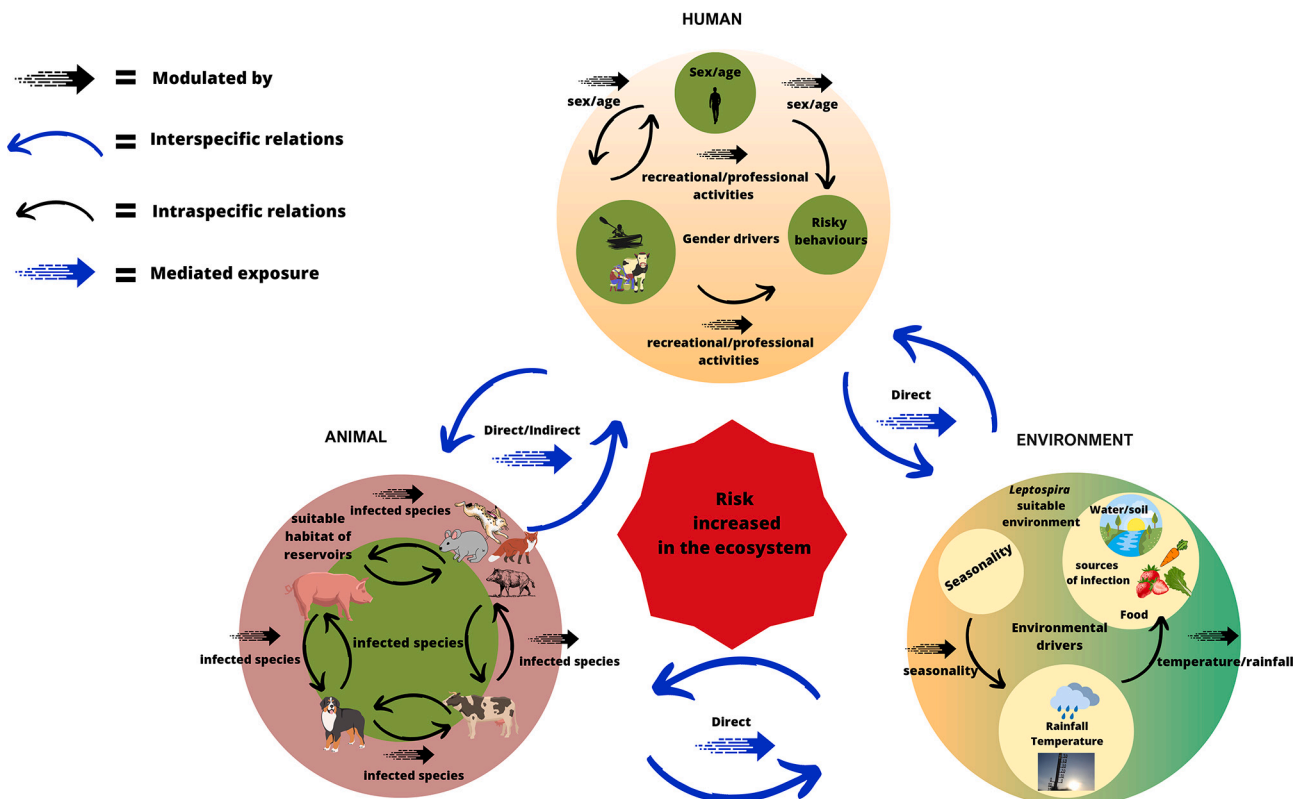 HUMAN
= Modulated by
= Interspecific relations
= Intraspecific relations
= Mediated exposure
Sex/age
sex/age
sex/age
recreational/professional
activities
Gender drivers
Risky
behaviours
recreational/professional
activities
ANIMAL
Direct/Indirect
Direct
ENVIRONMENT
Risk
increased
in the ecosystem
infected species
suitable
habitat of
reservoirs
infected species
infected species
infected species
infected species
Direct
Leptospira
suitable
environment
Water/soil
sources
of infection
Food
Seasonality
Environmental
drivers
seasonality
temperature/rainfall
Rainfall
Temperature